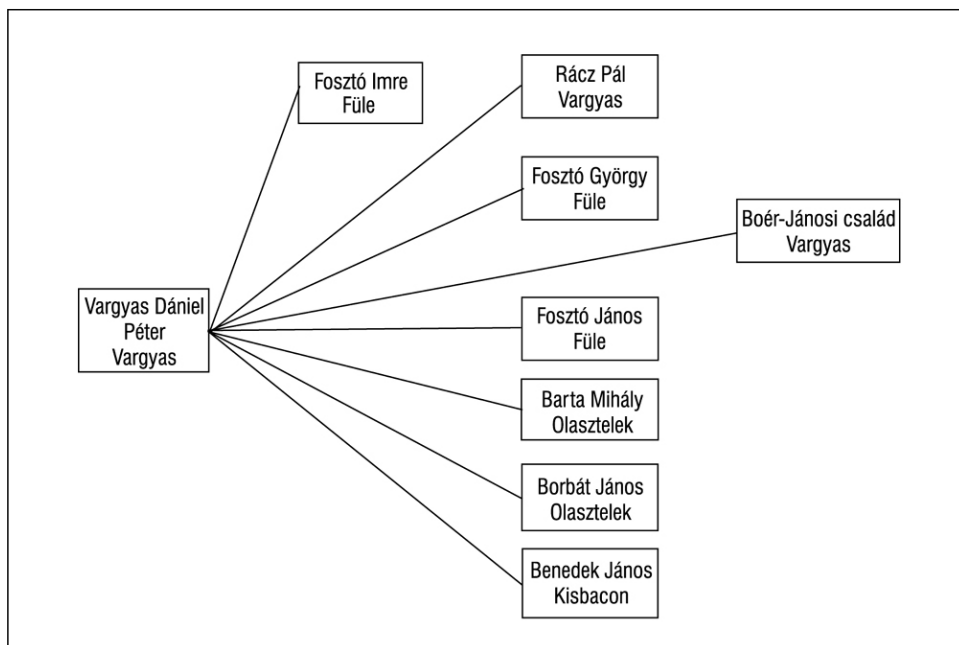 Fosztó Imre
Füle
Rácz Pál
Vargyas
Fosztó György
Füle
Boér-Jánosi család
Vargyas
Vargyas Dániel
Péter
Vargyas
Fosztó János
Füle
Barta Mihály
Olasztelek
Borbát János
Olasztelek
Benedek János
Kisbacon